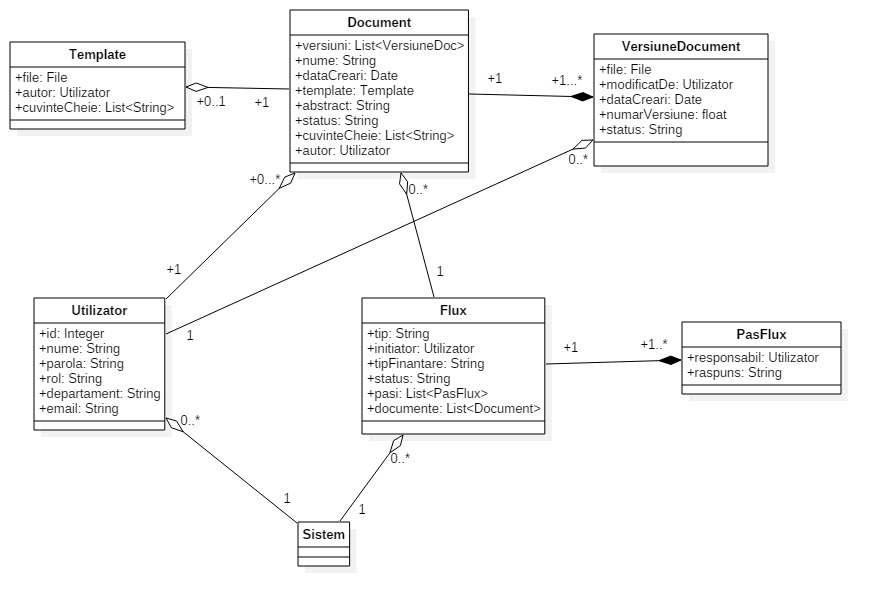 Document
+versiuni: List<VersiuneDoc>
+nume: String
+dataCreari: Date
+template: Template
+abstract: String
+status: String
+cuvinteCheie: List<String>
+autor: Utilizator
Template
+file: File
+autor: Utilizator
+cuvinteCheie: List<String>
VersiuneDocument
+file: File
+modificatDe: Utilizator
+dataCreari: Date
+numarVersiune: float
+status: String
+0..1
+1
+1
+1...*
+0...*
0..*
0..*
+1
1
1
Utilizator
+id: Integer
+nume: String
+parola: String
+rol: String
+departament: String
+email: String
Flux
+tip: String
+initiator: Utilizator
+tipFinantare: String
+status: String
+pasi: List<PasFlux>
+documente: List<Document>
+1
+1..*
PasFlux
+responsabil: Utilizator
+raspuns: String
0..*
0..*
1
1
Sistem